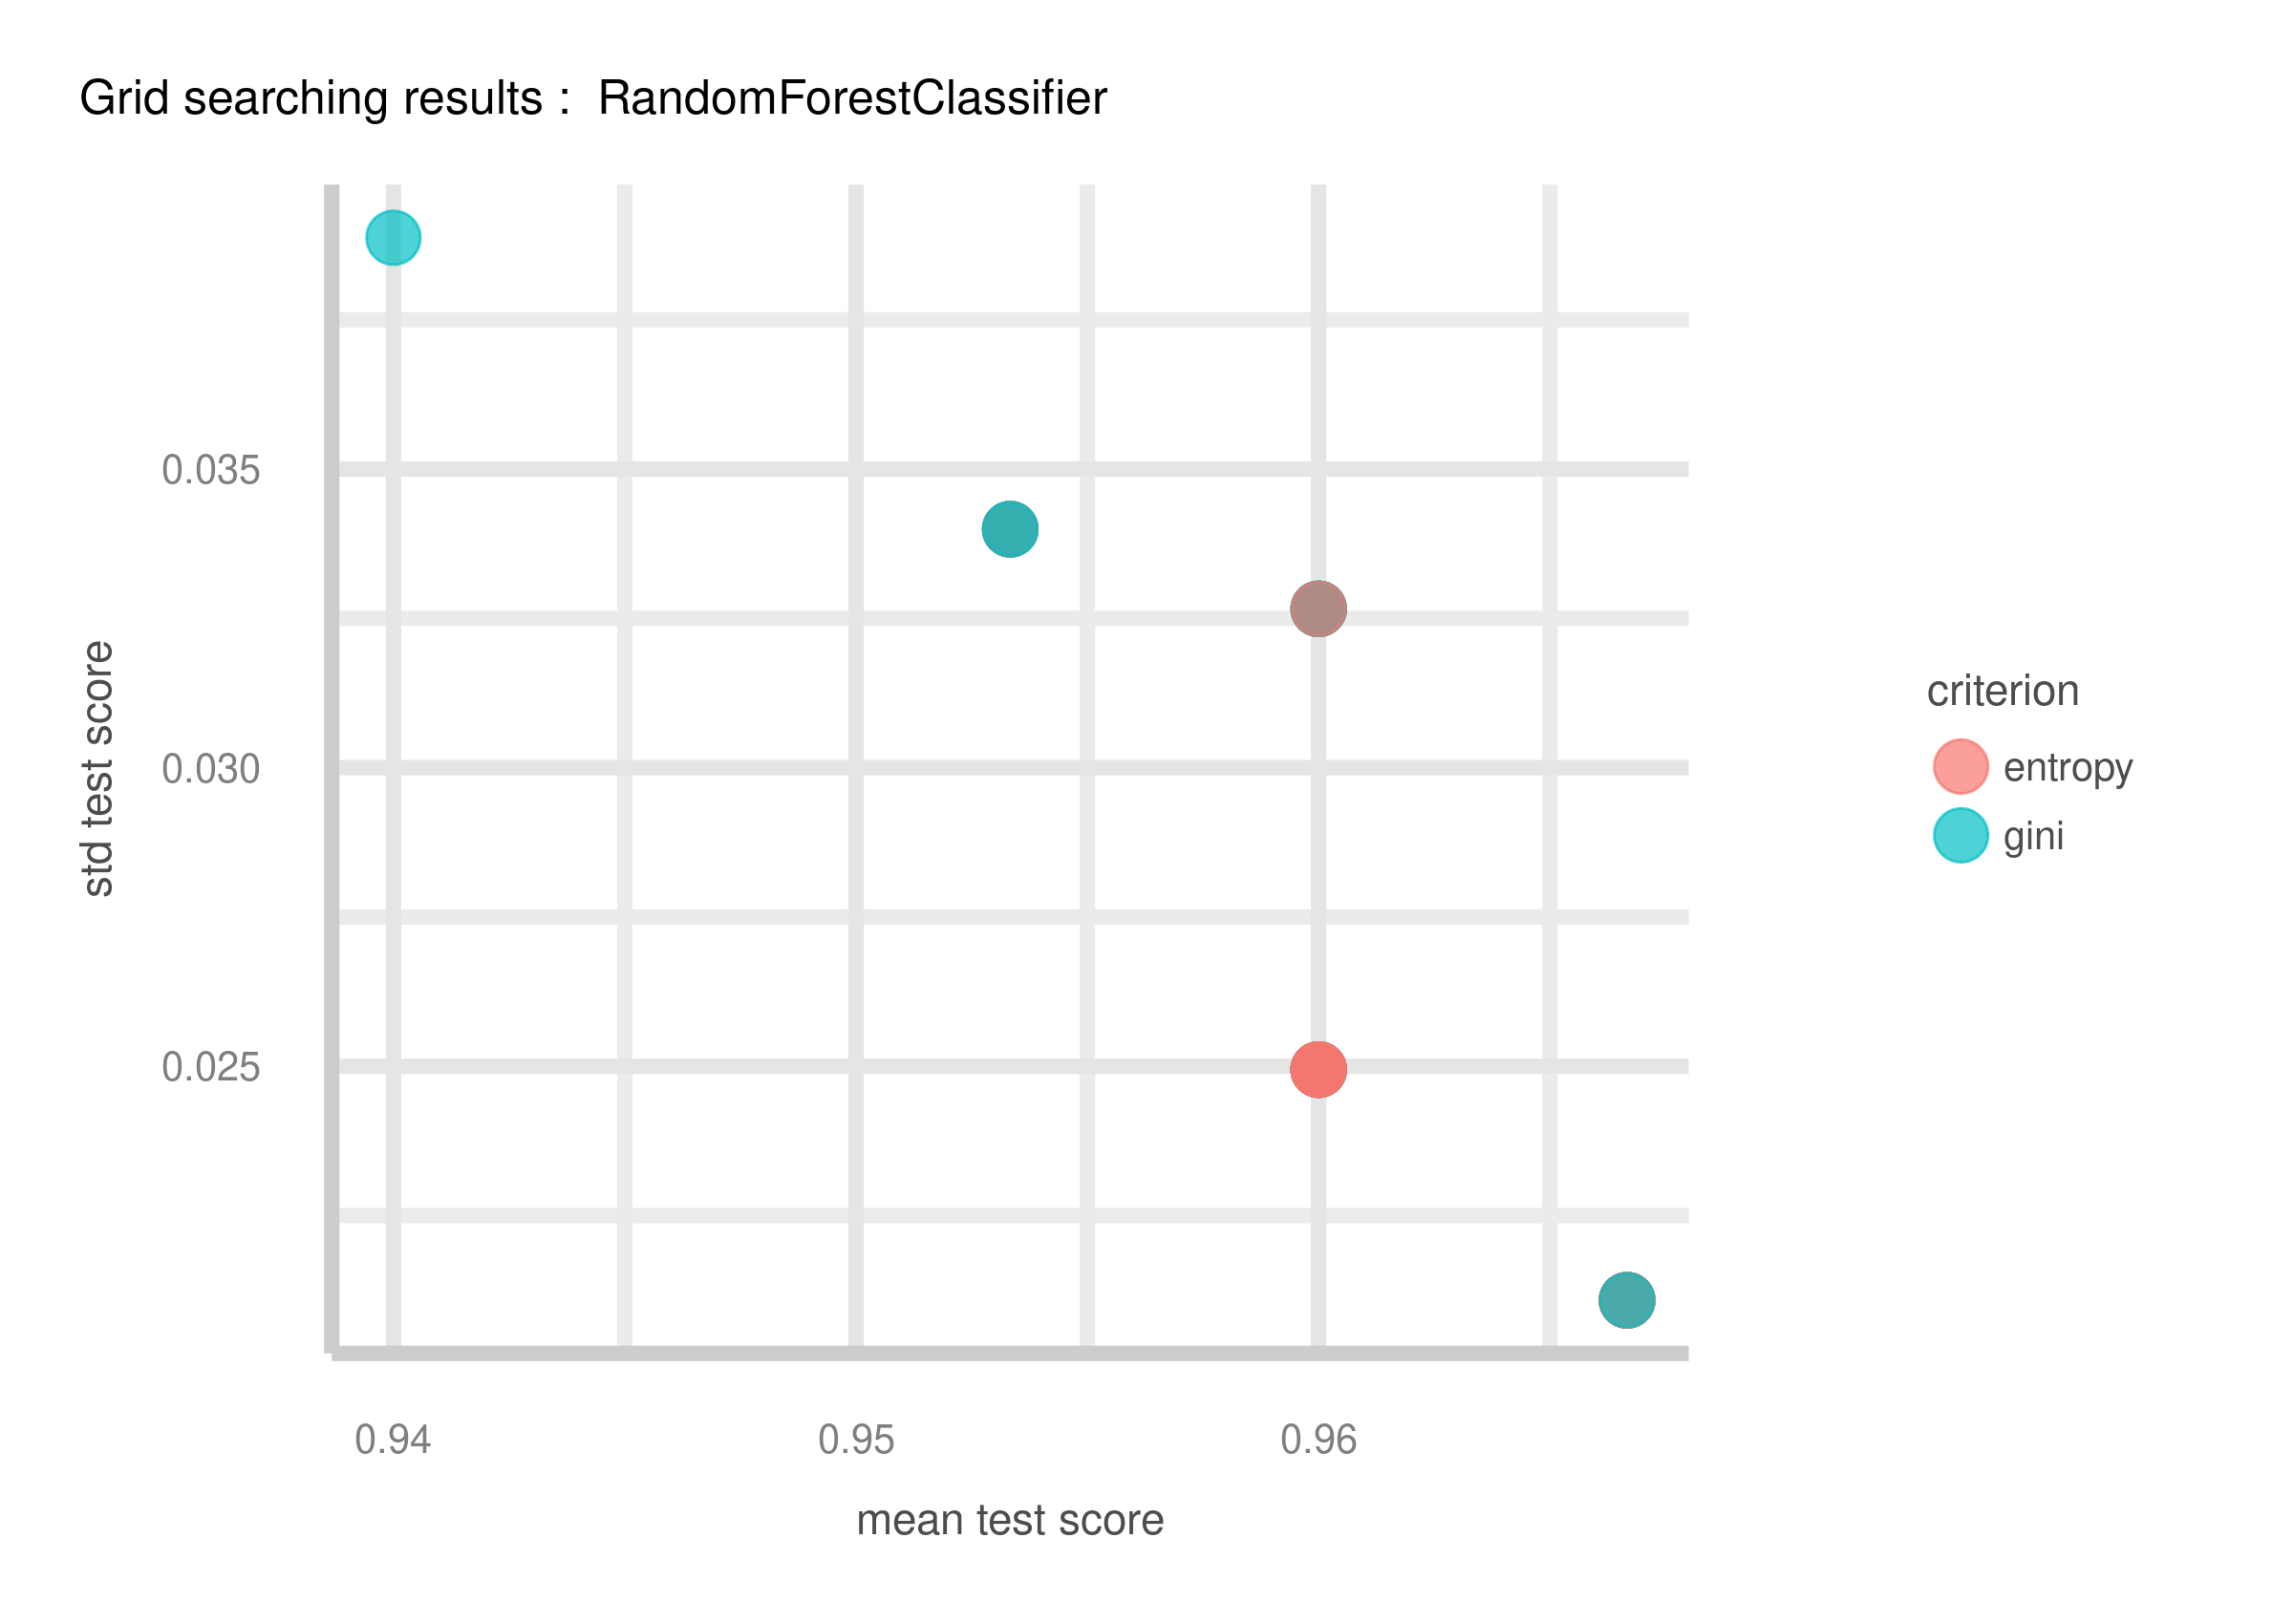 Grid searching results :  RandomForestClassifier
std test score
0.035
0.030
0.025
0.94
0.95
0.96
mean test score
criterion
entropy
gini